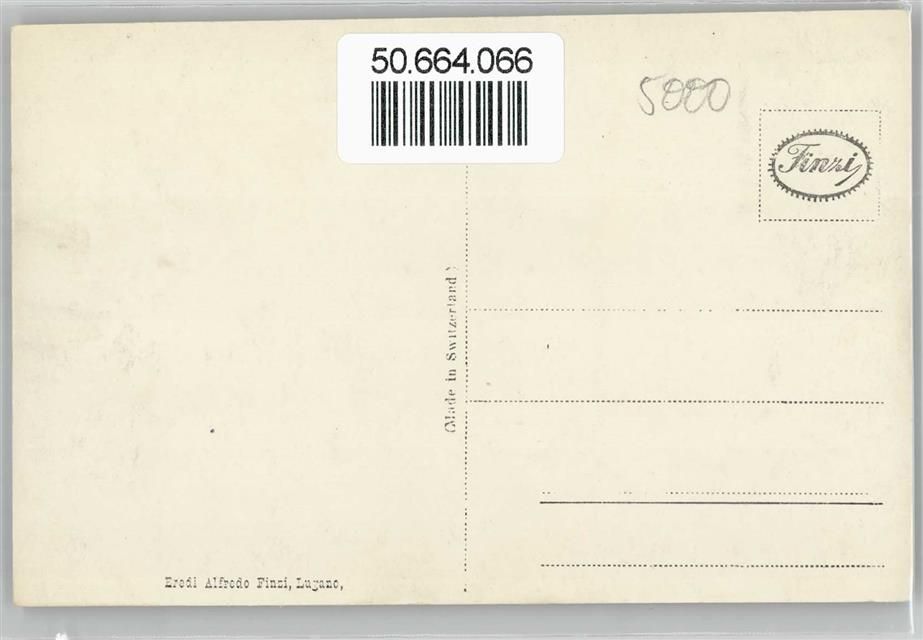 50.664.066
5000
Finzi
(Made in Switzerland)
Eredi Alfredo Finzi, Lugano,